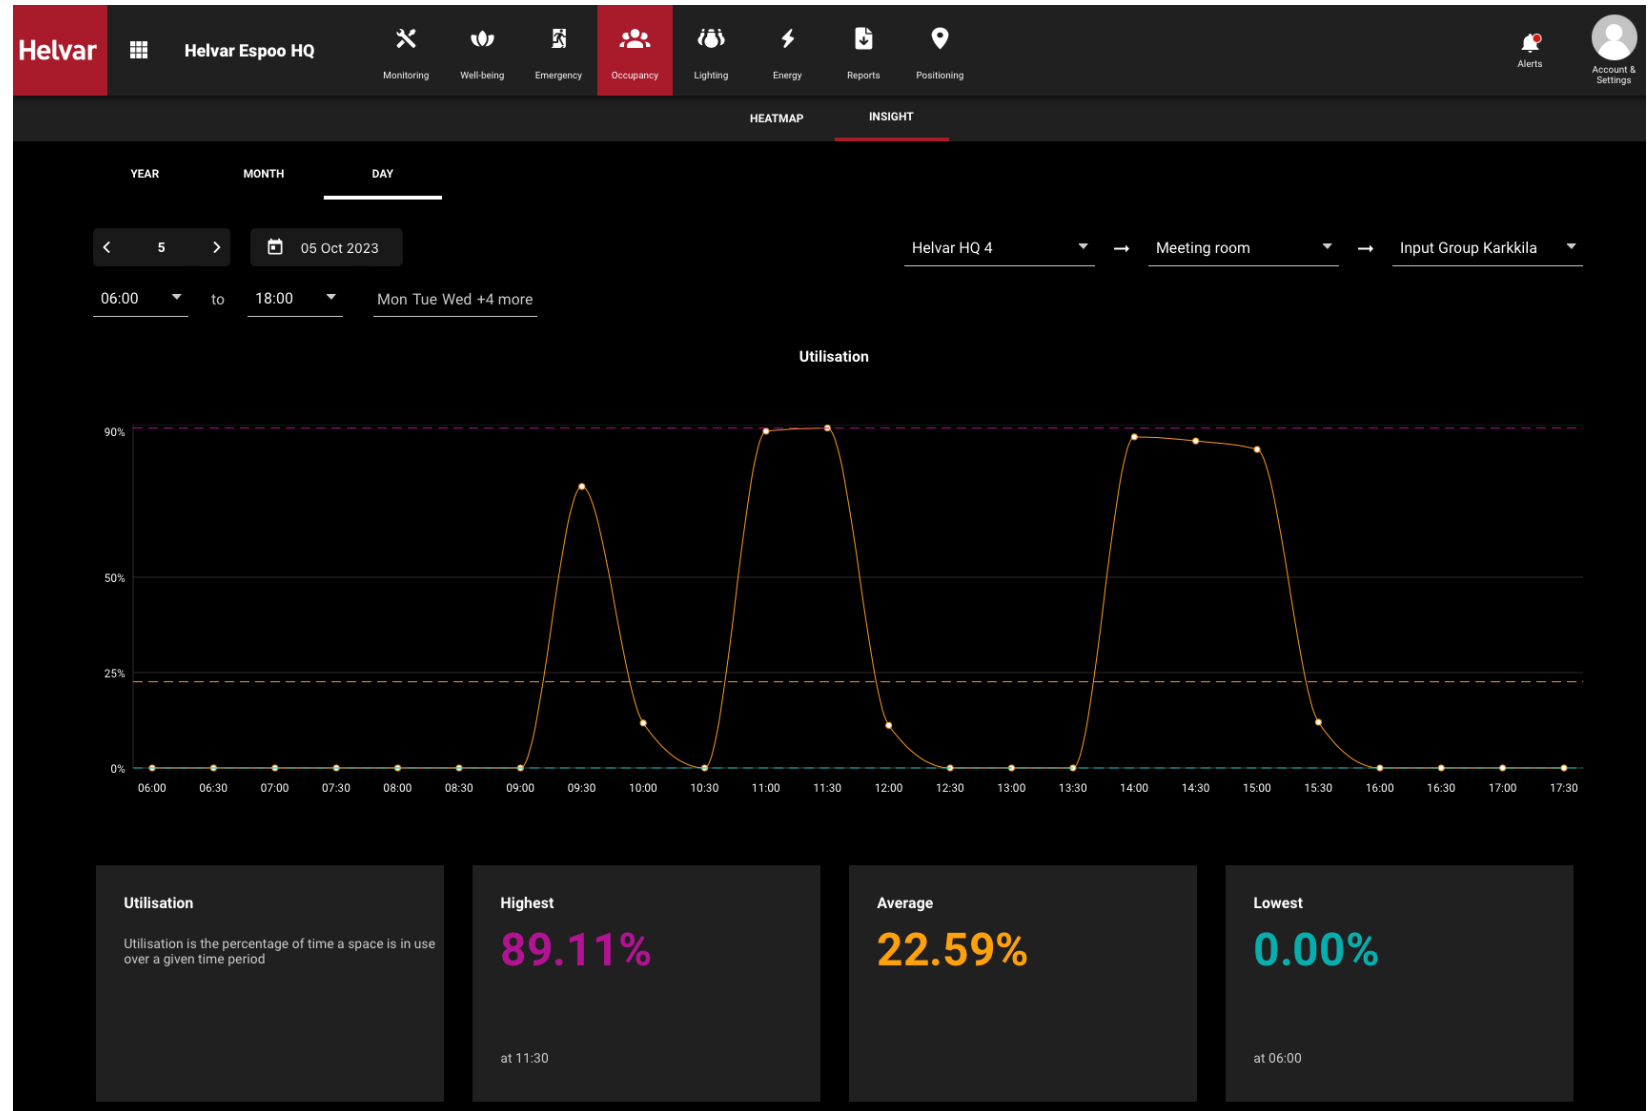 Helvar
Helvar Espoo HQ
Monitoring
Well-being
Emergency
Occupancy
Lighting
Energy
Reports
Positioning
Alerts
Account &
Settings
HEATMAP
INSIGHT
YEAR
MONTH
DAY
5
05 Oct 2023
Helvar HQ 4
Meeting room
Input Group Karkkila
06:00
to
18:00
Mon Tue Wed +4 more
Utilisation
90%
50%
25%
0%
06:00 06:30 07:00 07:30 08:00 08:30 09:00 09:30 10:00 10:30 11:00 11:30 12:00 12:30 13:00 13:30 14:00 14:30 15:00 15:30 16:00 16:30 17:00 17:30
Utilisation
Utilisation is the percentage of time a space is in use
over a given time period
Highest
89.11%
at 11:30
Average
22.59%
Lowest
0.00%
at 06:00